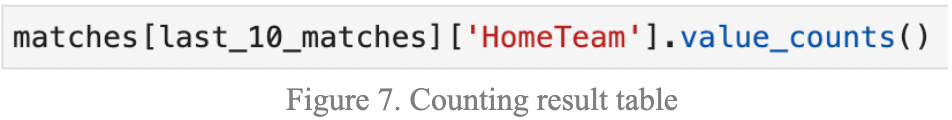 matches[last_10_matches]['HomeTeam'].value_counts()
Figure 7. Counting result table